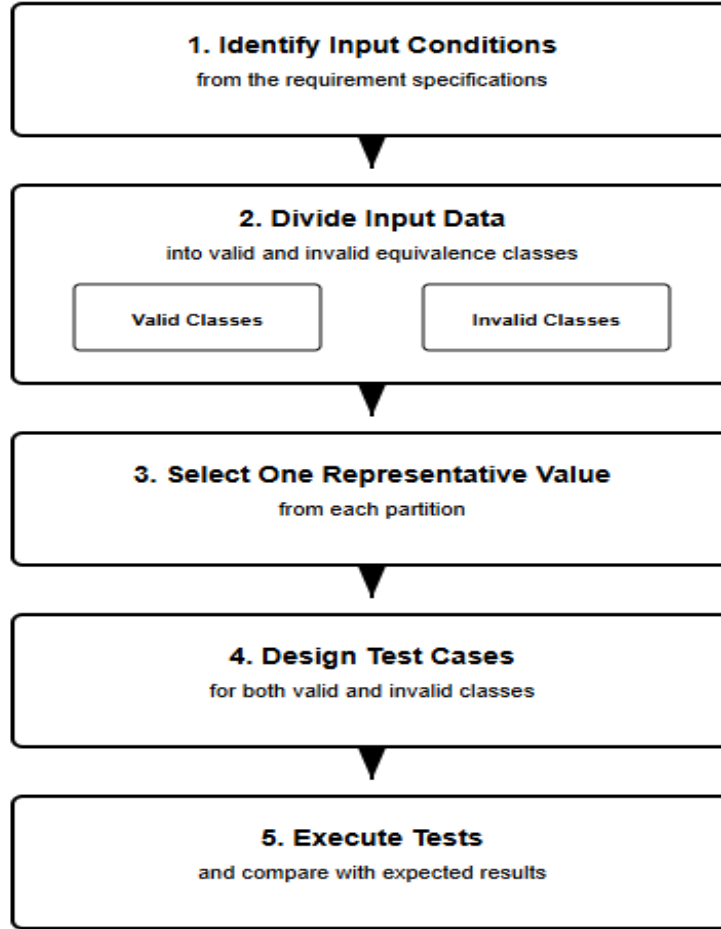 1. Identify Input Conditions
from the requirement specifications
2. Divide Input Data
into valid and invalid equivalence classes
Valid Classes
Invalid Classes
3. Select One Representative Value
from each partition
4. Design Test Cases
for both valid and invalid classes
5. Execute Tests
and compare with expected results